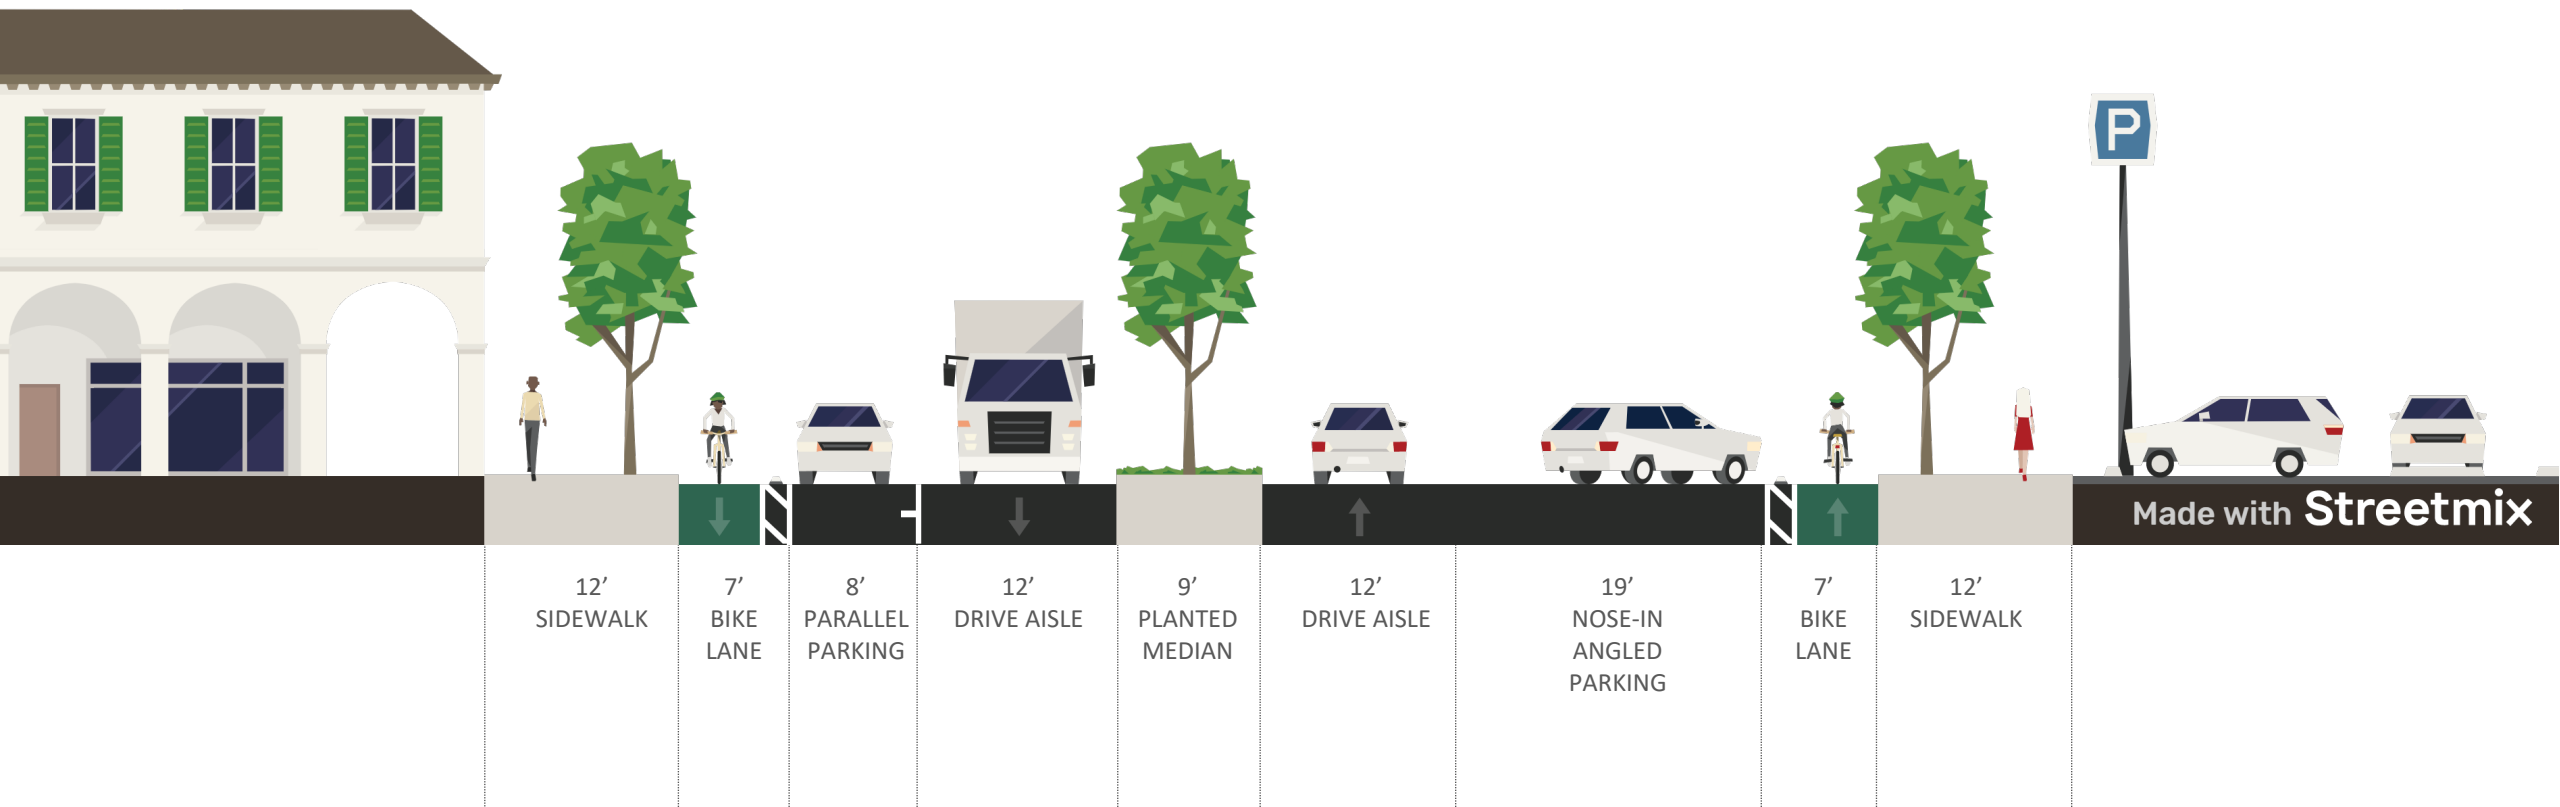 P
Made with Streetmix
12’
SIDEWALK
7’
BIKE
LANE
8’
PARALLEL
PARKING
12’
DRIVE AISLE
9’
PLANTED
MEDIAN
12’
DRIVE AISLE
19’
NOSE-IN
ANGLED
PARKING
7’
BIKE
LANE
12’
SIDEWALK